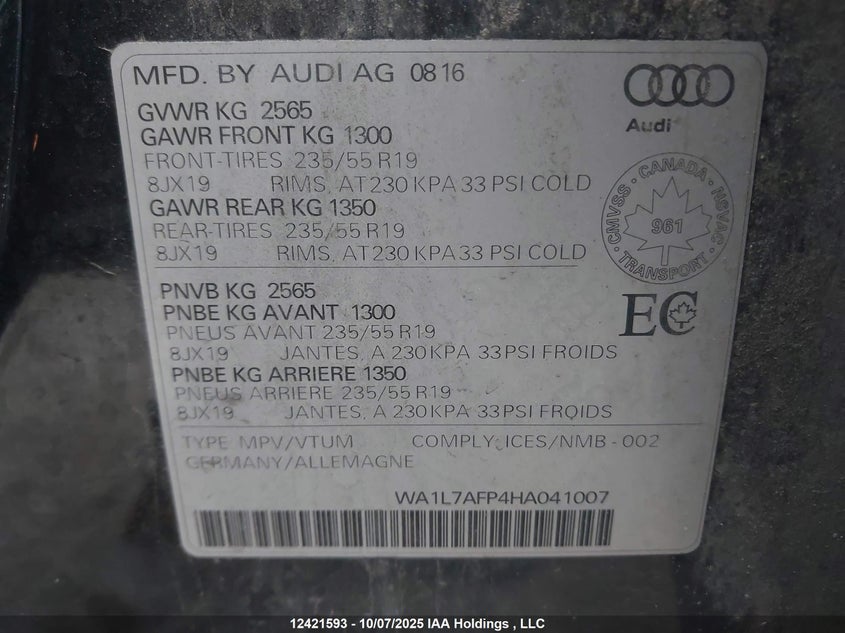 MFD. BY AUDI AG 08 16
GVWR KG 2565
GAWR FRONT KG 1300
FRONT-TIRES 235/55 R19
8JX19 RIMS, AT 230 KPA 33 PSI COLD
GAWR REAR KG 1350
REAR-TIRES 235/55 R19
8JX19 RIMS, AT 230 KPA 33 PSI COLD
Audi
CMVSS · CANADA · NSVAC · TRANSPORT
961
PNVB KG 2565
PNBE KG AVANT 1300
PNEUS AVANT 235/55 R19
8JX19 JANTES, A 230 KPA 33 PSI FROIDS
PNBE KG ARRIERE 1350
PNEUS ARRIERE 235/55 R19
8JX19 JANTES, A 230 KPA 33 PSI FROIDS
EC
TYPE MPV/VTUM COMPLY: ICES/NMB - 002
GERMANY/ALLEMAGNE
WA1L7AFP4HA041007
12421593 - 10/07/2025 IAA Holdings , LLC